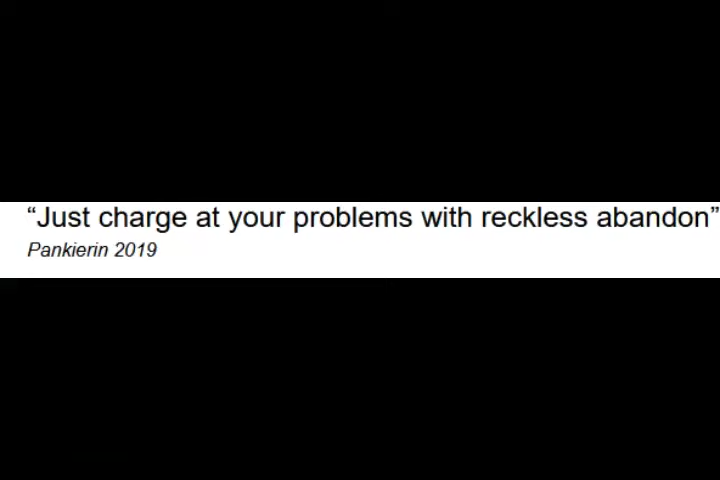 “Just charge at your problems with reckless abandon”
Pankierin 2019